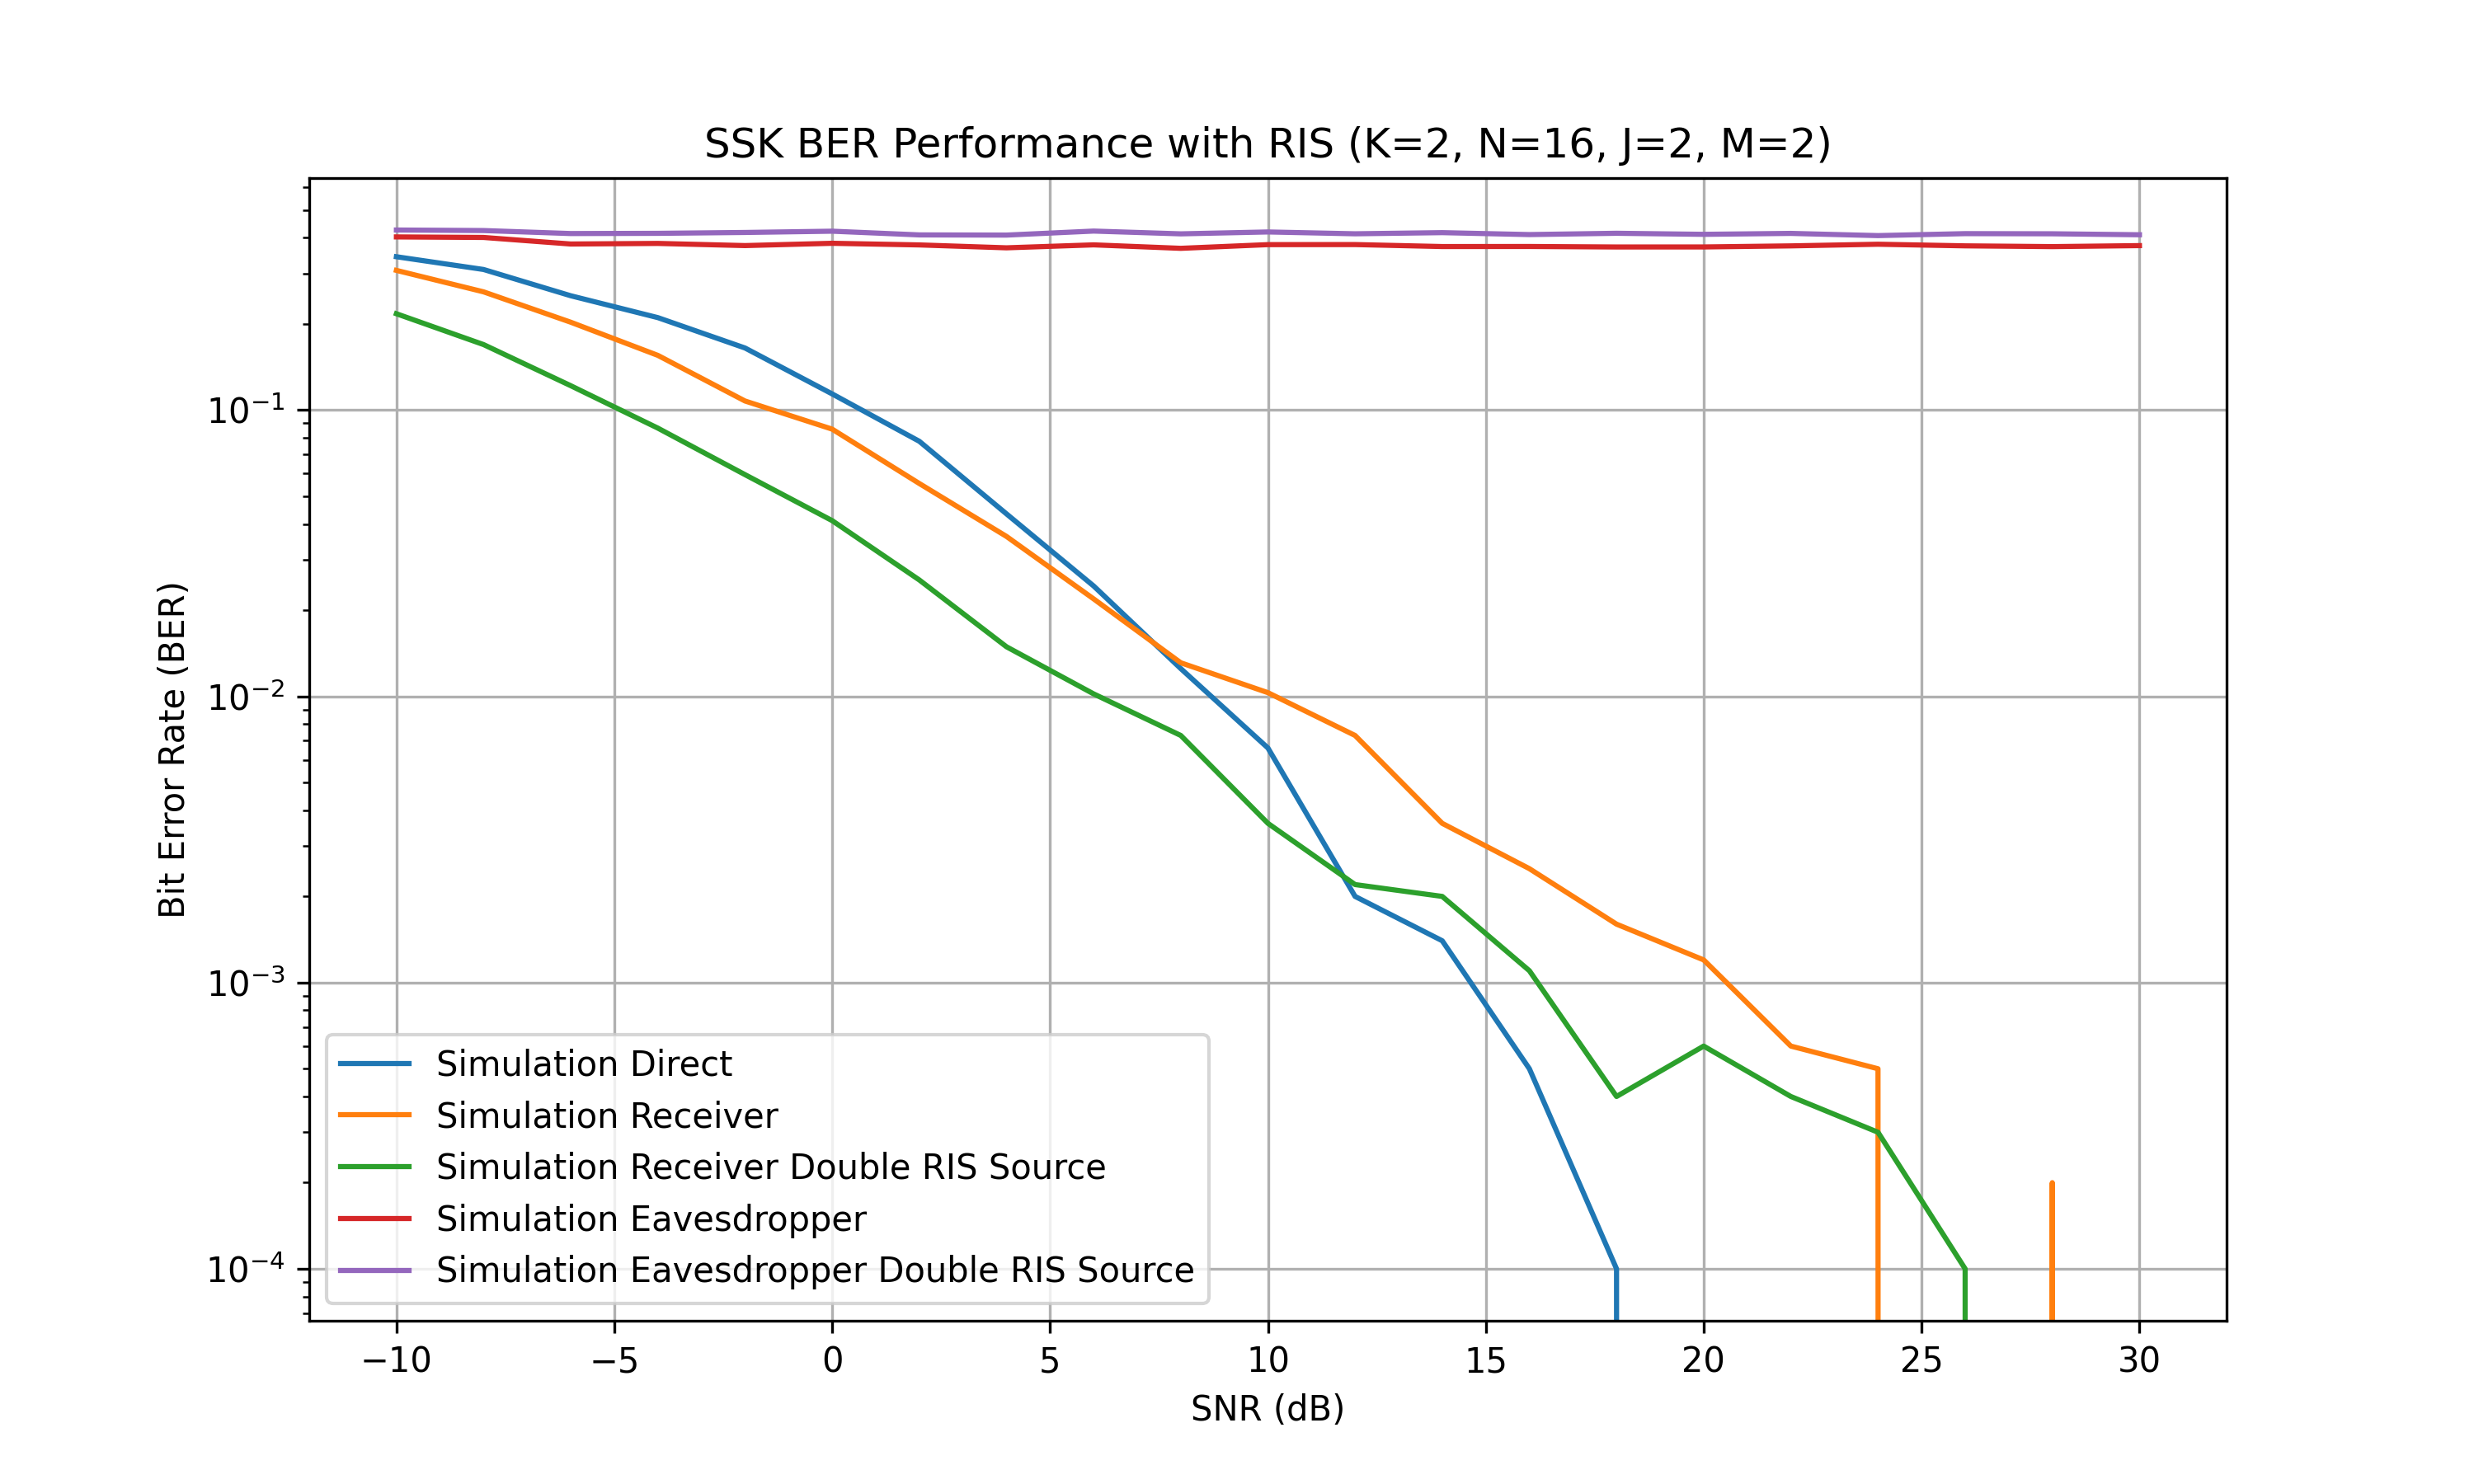 SSK BER Performance with RIS (K=2, N=16, J=2, M=2)
Bit Error Rate (BER)
10⁻¹
10⁻²
10⁻³
10⁻⁴
Simulation Direct
Simulation Receiver
Simulation Receiver Double RIS Source
Simulation Eavesdropper
Simulation Eavesdropper Double RIS Source
−10 −5 0 5 10 15 20 25 30
SNR (dB)